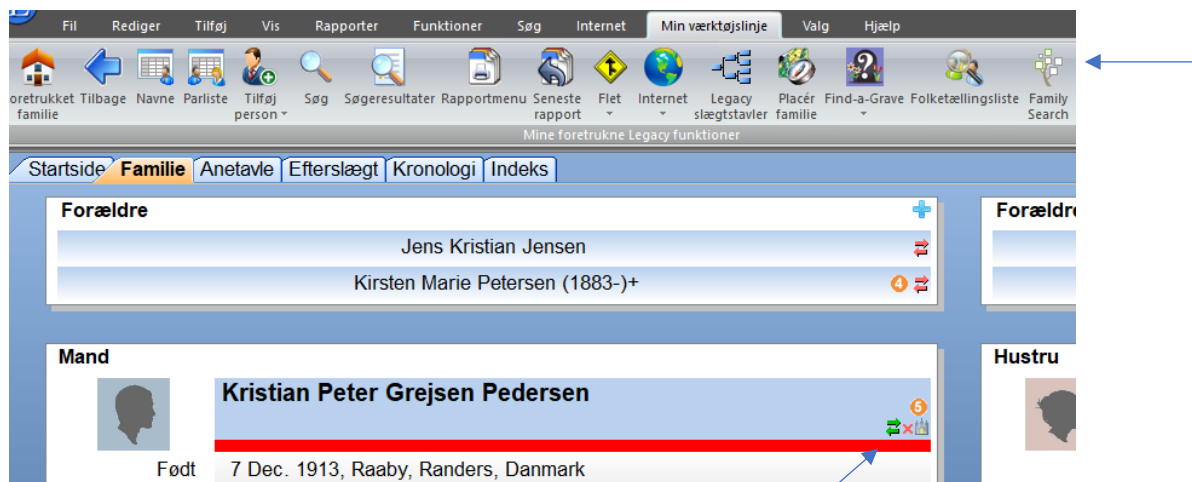 Fil Rediger Tilføj Vis Rapporter Funktioner Søg Internet Min værktøjslinje Valg Hjælp
oretrukket familie Tilbage Navne Parliste Tilføj person Søg Søgeresultater Rapportmenu Seneste rapport Flet Internet Legacy slægtstavler Placér familie Find-a-Grave Folketællingsliste Family Search
Mine foretrukne Legacy funktioner
Startside Familie Anetavle Efterslægt Kronologi Indeks
Forældre Forældre
Jens Kristian Jensen
Kirsten Marie Petersen (1883-)+ 4
Mand Hustru
Kristian Peter Grejsen Pedersen
5
Født 7 Dec. 1913, Raaby, Randers, Danmark